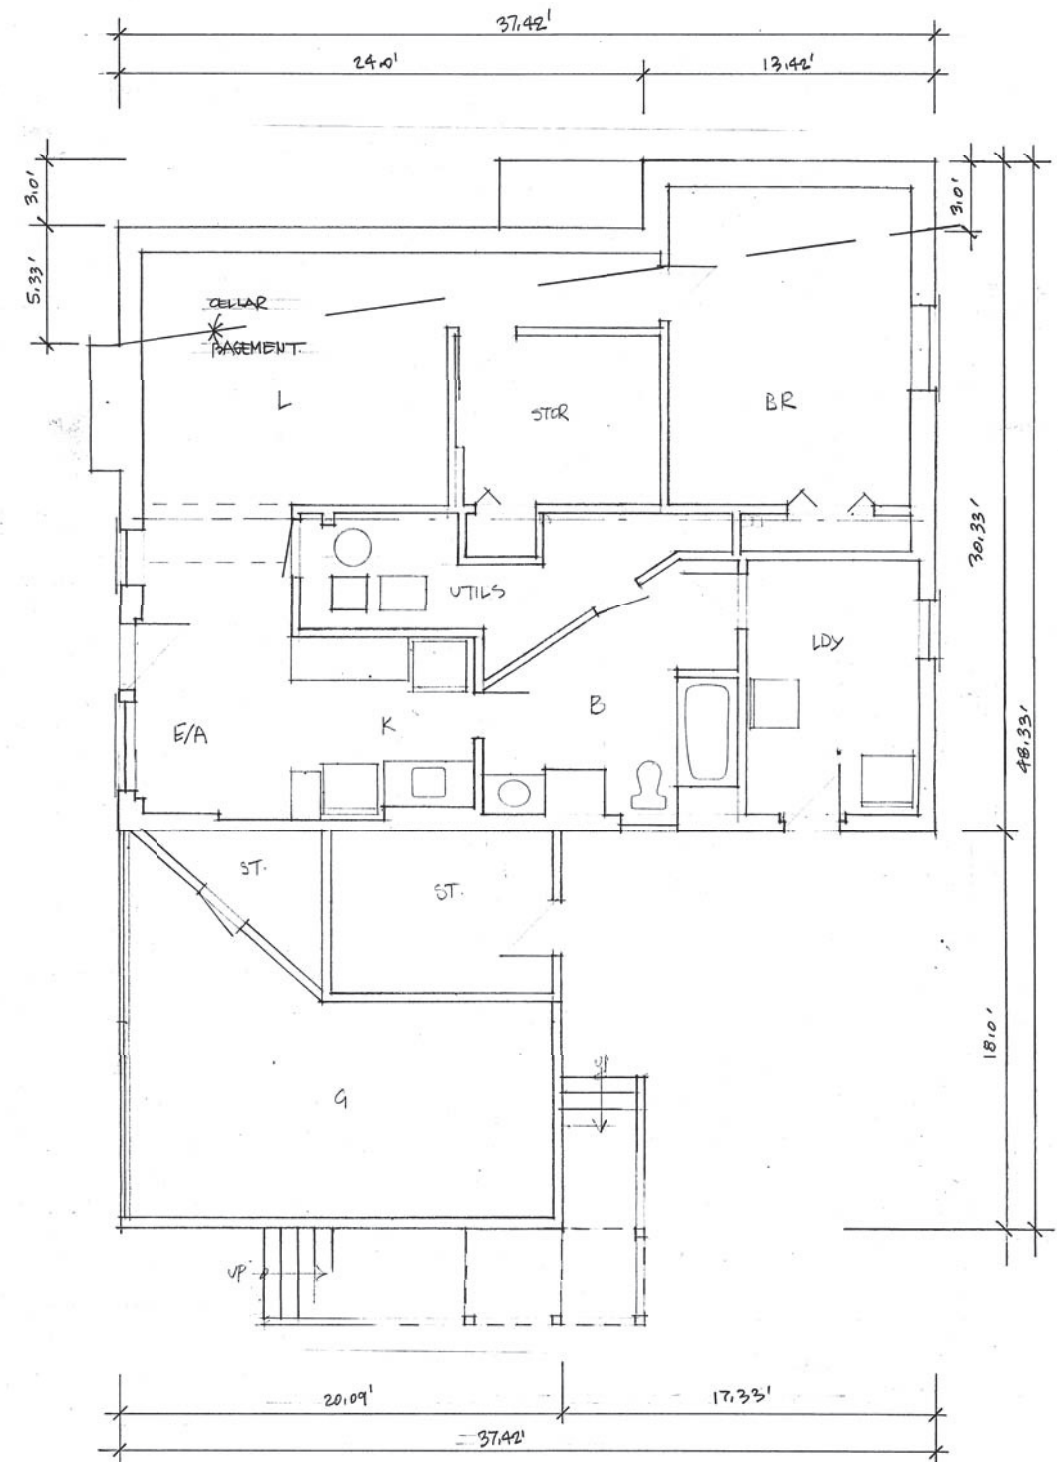 37.42'
24.0'
13.42'
3.0'
3.0'
5.33'
CELLAR
BASEMENT
L
STOR
BR
30.33'
UTILS
LDY
E/A
K
B
48.33'
ST.
ST.
18.0'
G
UP
UP
20.09'
17.33'
37.42'